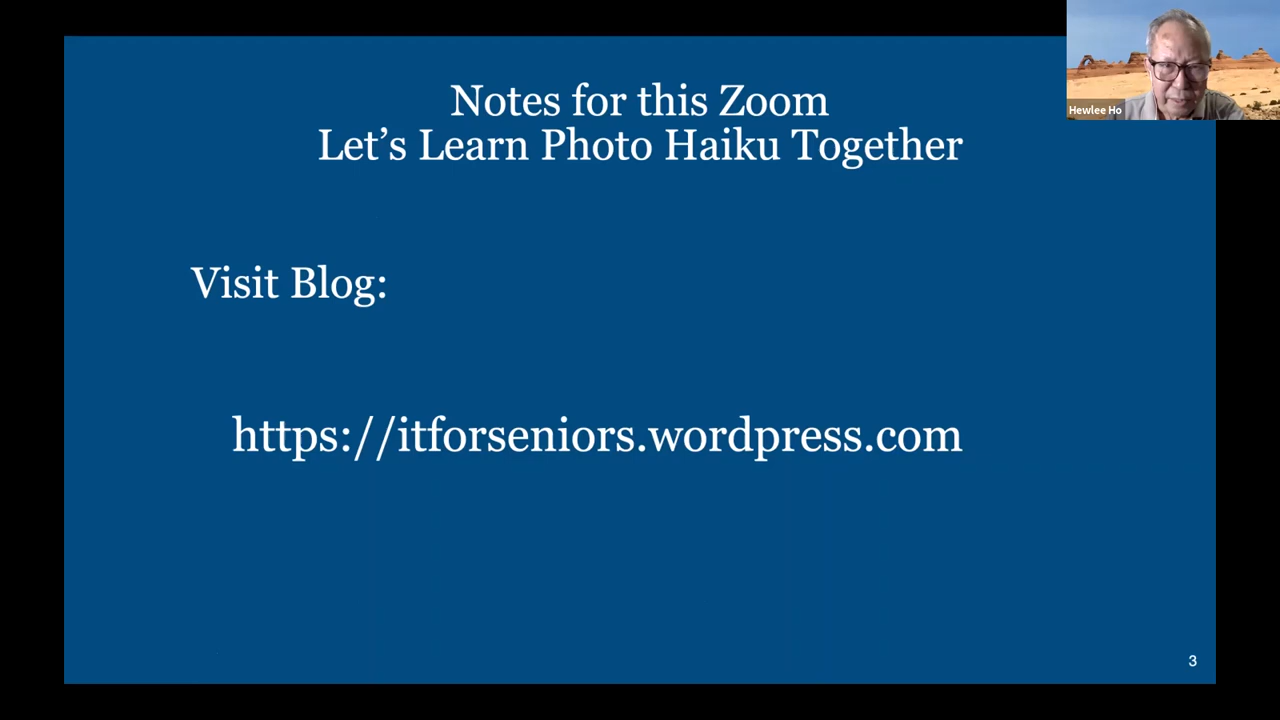 Notes for this Zoom
Let’s Learn Photo Haiku Together
Hewlee Ho
Visit Blog:
https://itforseniors.wordpress.com
3